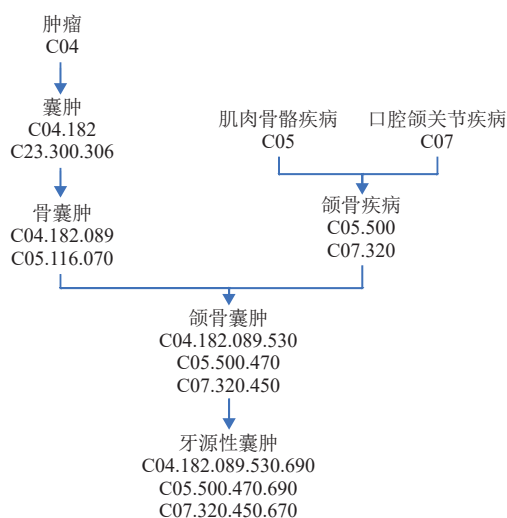 肿瘤
C04
囊肿
C04.182
C23.300.306
肌肉骨骼疾病
C05
口腔颌关节疾病
C07
骨囊肿
C04.182.089
C05.116.070
颌骨疾病
C05.500
C07.320
颌骨囊肿
C04.182.089.530
C05.500.470
C07.320.450
牙源性囊肿
C04.182.089.530.690
C05.500.470.690
C07.320.450.670